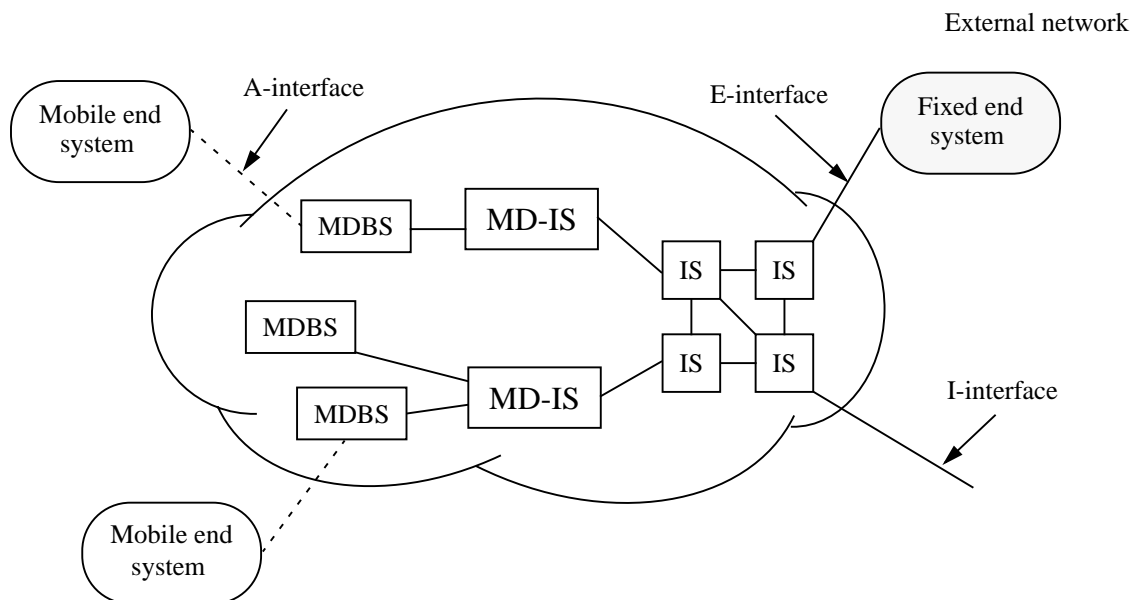 External network
A-interface
E-interface
Mobile end
system
Fixed end
system
MDBS
MD-IS
IS
IS
MDBS
IS
IS
MD-IS
MDBS
I-interface
Mobile end
system